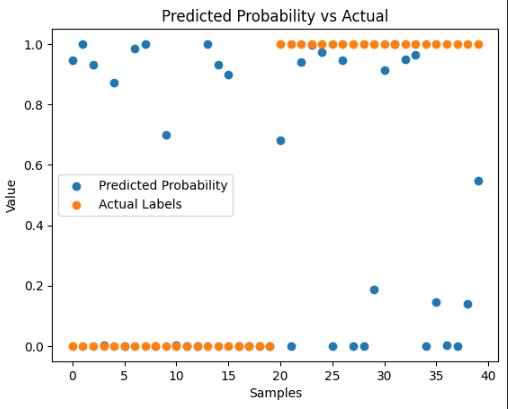 Predicted Probability vs Actual
1.0
0.8
0.6
0.4
0.2
0.0
Value
Predicted Probability
Actual Labels
0 5 10 15 20 25 30 35 40
Samples